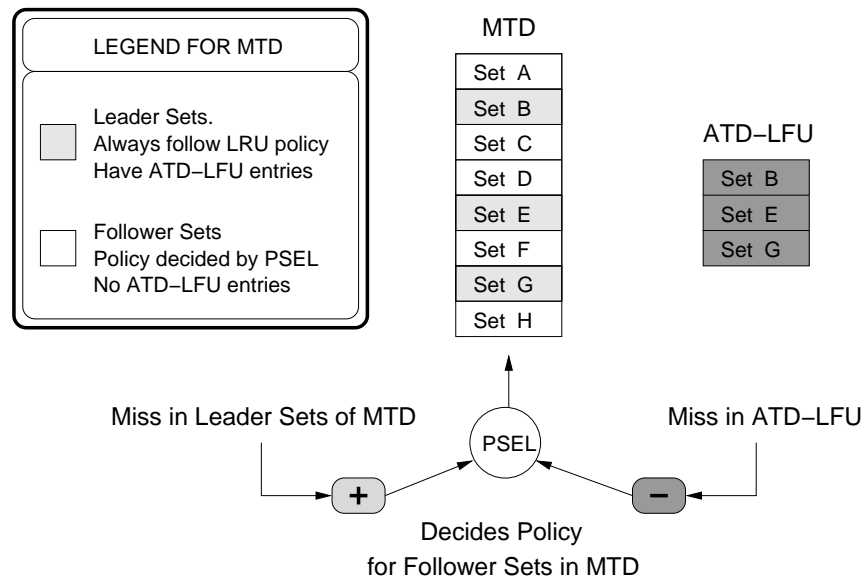 LEGEND FOR MTD
Leader Sets.
Always follow LRU policy
Have ATD−LFU entries
Follower Sets
Policy decided by PSEL
No ATD−LFU entries
MTD
Set A
Set B
Set C
Set D
Set E
Set F
Set G
Set H
ATD−LFU
Set B
Set E
Set G
Miss in Leader Sets of MTD
Miss in ATD−LFU
PSEL
+
−
Decides Policy
for Follower Sets in MTD